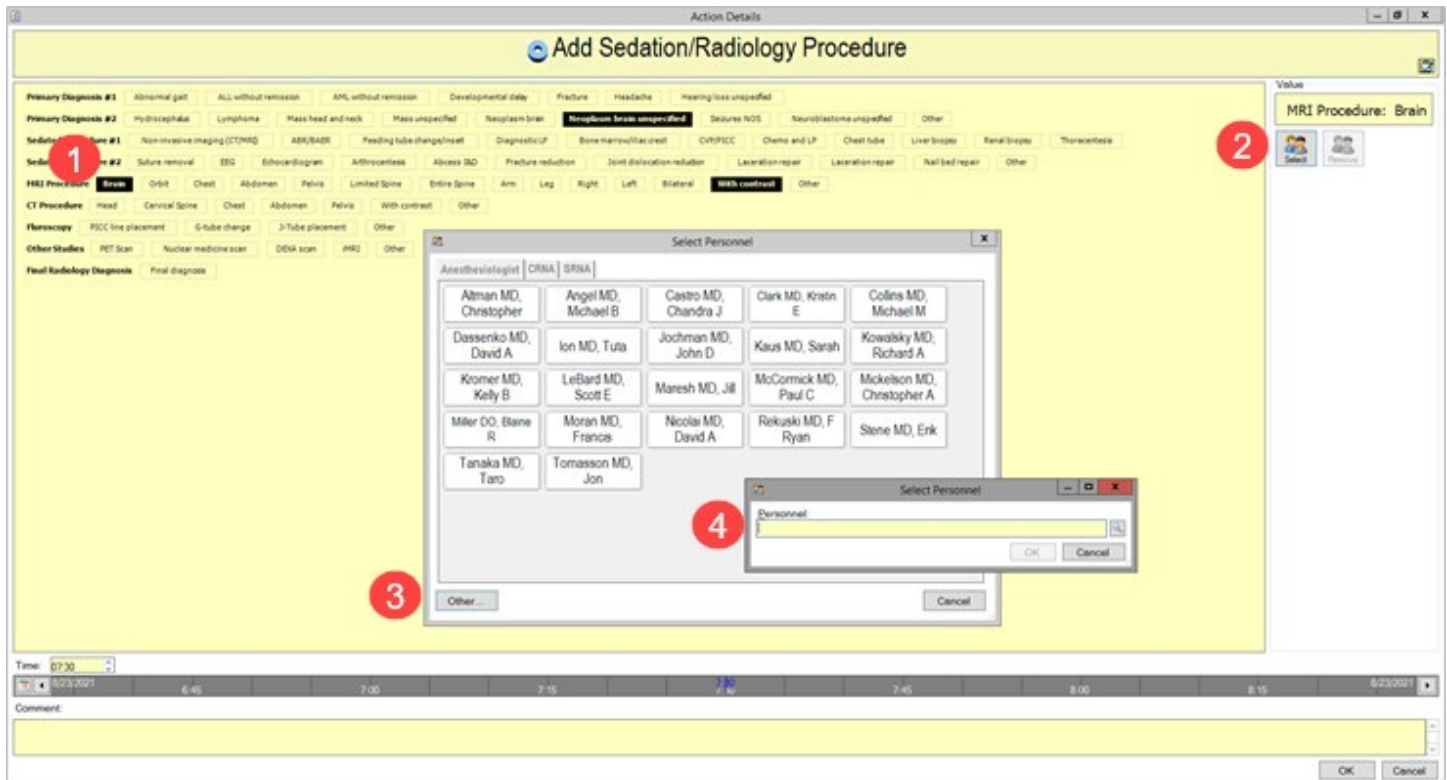 Action Details
Add Sedation/Radiology Procedure
Primary Diagnosis #1 Abnormal gait ALL without remission AML without remission Developmental delay Fracture Headache Hearing loss unspecified
Primary Diagnosis #2 Hydrocephalus Lymphoma Mass head and neck Mass unspecified Neoplasm brain Neoplasm brain unspecified Seizures NOS Neuroblastoma unspecified Other
1
Non-invasive imaging (CT/MRI) ABR/BAER Feeding tube change/insert Diagnostic LP Bone marrow/iliac crest CVP/PICC Chemo and LP Chest tube Liver biopsy Renal biopsy Thoracentesis
Suture removal EEG Echocardiogram Arthrocentesis Abcess I&D Fracture reduction Joint dislocation reduction Laceration repair Laceration repair Nail bed repair Other
MRI Procedure Brain Orbit Chest Abdomen Pelvis Limited Spine Entire Spine Arm Leg Right Left Bilateral With contrast Other
CT Procedure Head Cervical Spine Chest Abdomen Pelvis With contrast Other
Fluroscopy PICC line placement G-tube change J-Tube placement Other
Other Studies PET Scan Nuclear medicine scan DEXA scan iMRI Other
Final Radiology Diagnosis Final diagnosis
Value
MRI Procedure: Brain
2
Select Remove
Select Personnel
Anesthesiologist CRNA SRNA
Altman MD, Christopher
Angel MD, Michael B
Castro MD, Chandra J
Clark MD, Kristin E
Collins MD, Michael M
Dassenko MD, David A
Ion MD, Tuta
Jochman MD, John D
Kaus MD, Sarah
Kowalsky MD, Richard A
Kromer MD, Kelly B
LeBard MD, Scott E
Maresh MD, Jill
McCormick MD, Paul C
Mickelson MD, Christopher A
Miller DO, Blaine R
Moran MD, Francis
Nicolai MD, David A
Rekuski MD, F Ryan
Stene MD, Erik
Tanaka MD, Taro
Tomasson MD, Jon
Select Personnel
4
Personnel:
OK Cancel
3
Other... Cancel
Time: 07:30
8/23/2021 6:45 7:00 7:15 7:30 7:45 8:00 8:15 8/23/2021
Comment:
OK Cancel